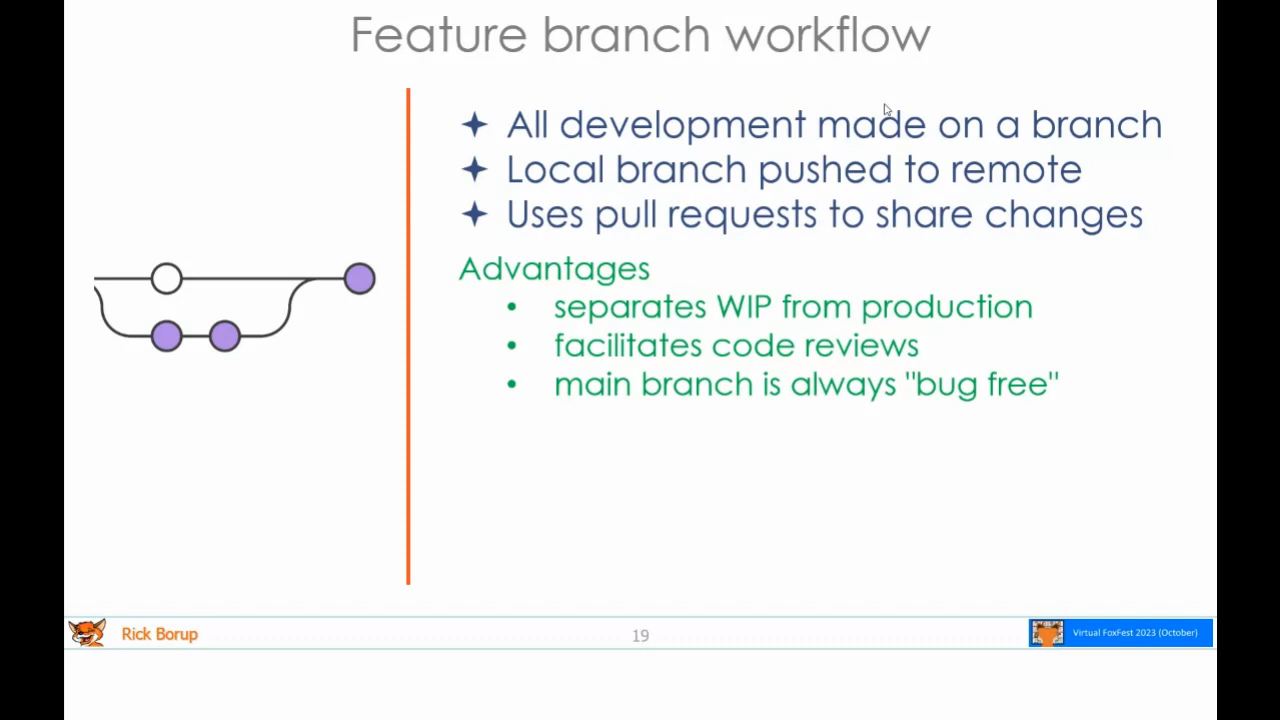 Feature branch workflow
All development made on a branch
Local branch pushed to remote
Uses pull requests to share changes
Advantages
• separates WIP from production
• facilitates code reviews
• main branch is always "bug free"
Rick Borup
19
Virtual FoxFest 2023 (October)